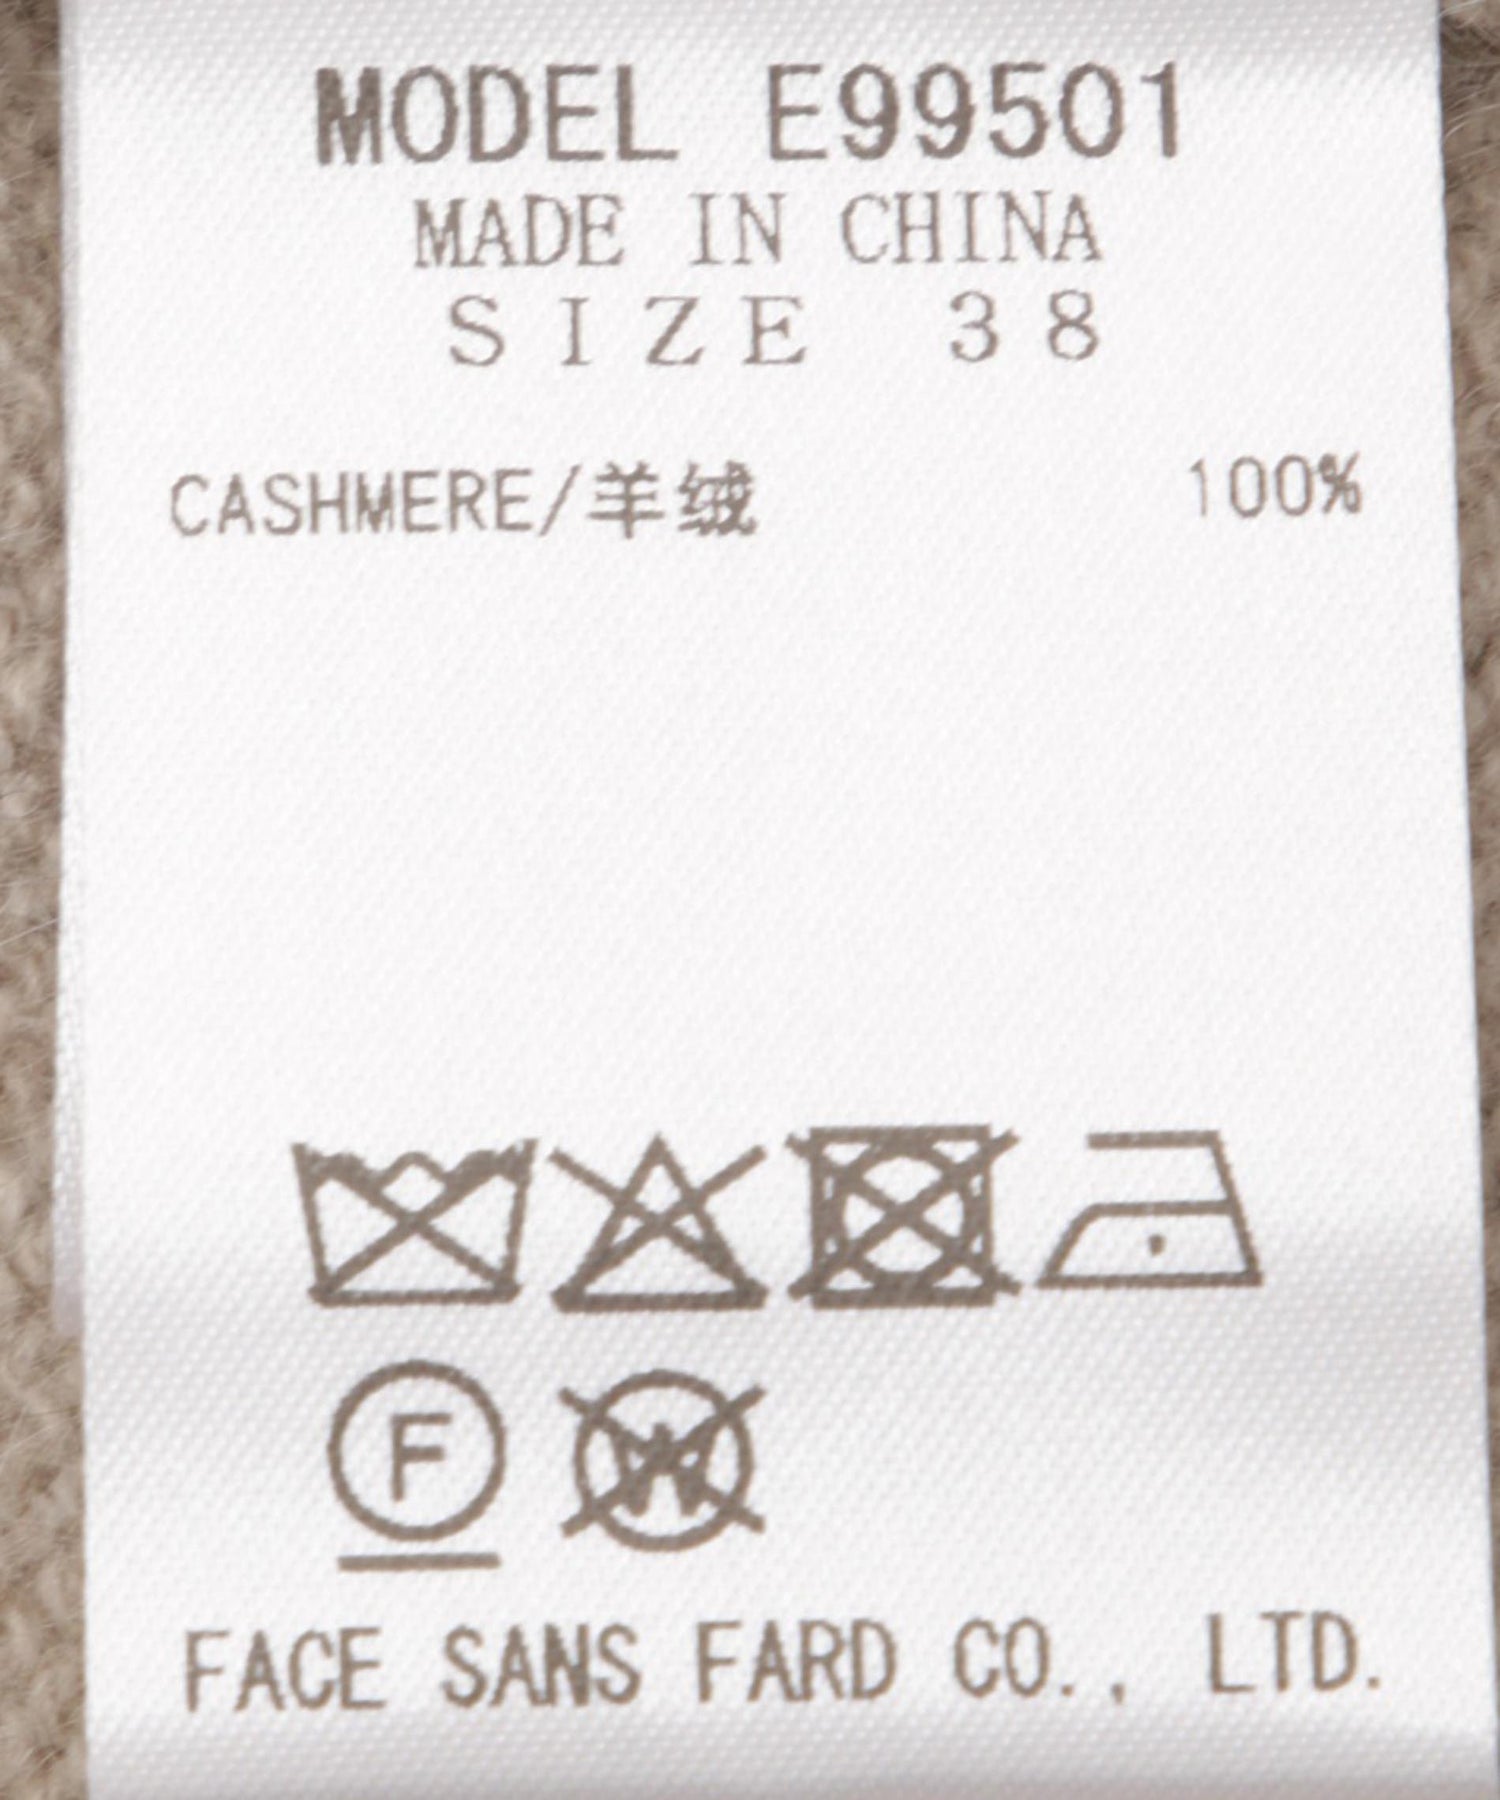 MODEL E99501
MADE IN CHINA
SIZE 38
CASHMERE/羊绒 100%
F
W
FACE SANS FARD CO., LTD.